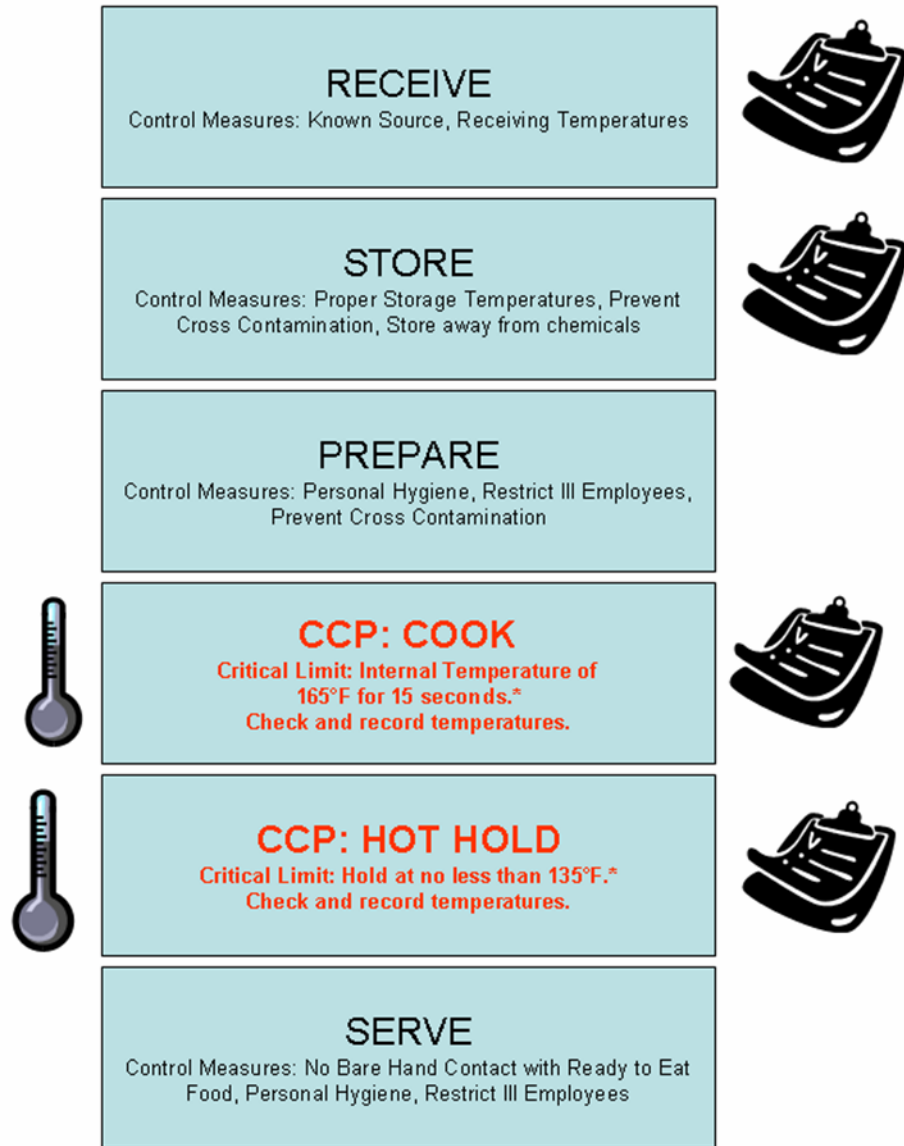 RECEIVE
Control Measures: Known Source, Receiving Temperatures
STORE
Control Measures: Proper Storage Temperatures, Prevent
Cross Contamination, Store away from chemicals
PREPARE
Control Measures: Personal Hygiene, Restrict Ill Employees,
Prevent Cross Contamination
CCP: COOK
Critical Limit: Internal Temperature of
165°F for 15 seconds.*
Check and record temperatures.
CCP: HOT HOLD
Critical Limit: Hold at no less than 135°F.*
Check and record temperatures.
SERVE
Control Measures: No Bare Hand Contact with Ready to Eat
Food, Personal Hygiene, Restrict Ill Employees